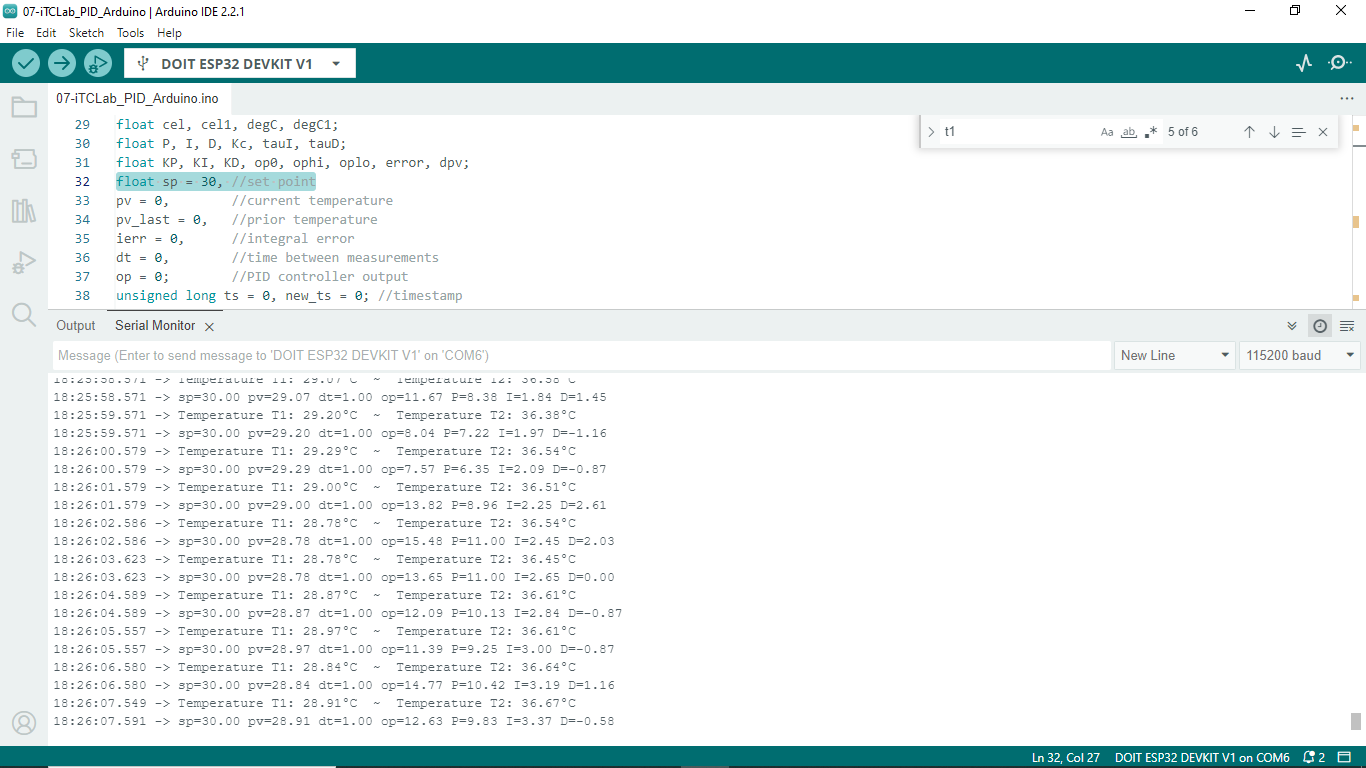 07-iTCLab_PID_Arduino | Arduino IDE 2.2.1
File Edit Sketch Tools Help
DOIT ESP32 DEVKIT V1
07-iTCLab_PID_Arduino.ino
29 float cel, cel1, degC, degC1;
30 float P, I, D, Kc, tauI, tauD;
31 float KP, KI, KD, op0, ophi, oplo, error, dpv;
32 float sp = 30, //set point
33 pv = 0, //current temperature
34 pv_last = 0, //prior temperature
35 ierr = 0, //integral error
36 dt = 0, //time between measurements
37 op = 0; //PID controller output
38 unsigned long ts = 0, new_ts = 0; //timestamp
t1 Aa ab .* 5 of 6
Output Serial Monitor
Message (Enter to send message to 'DOIT ESP32 DEVKIT V1' on 'COM6')
New Line 115200 baud
18:25:58.571 -> Temperature T1: 29.07°C ~ Temperature T2: 36.58°C
18:25:58.571 -> sp=30.00 pv=29.07 dt=1.00 op=11.67 P=8.38 I=1.84 D=1.45
18:25:59.571 -> Temperature T1: 29.20°C ~ Temperature T2: 36.38°C
18:25:59.571 -> sp=30.00 pv=29.20 dt=1.00 op=8.04 P=7.22 I=1.97 D=-1.16
18:26:00.579 -> Temperature T1: 29.29°C ~ Temperature T2: 36.54°C
18:26:00.579 -> sp=30.00 pv=29.29 dt=1.00 op=7.57 P=6.35 I=2.09 D=-0.87
18:26:01.579 -> Temperature T1: 29.00°C ~ Temperature T2: 36.51°C
18:26:01.579 -> sp=30.00 pv=29.00 dt=1.00 op=13.82 P=8.96 I=2.25 D=2.61
18:26:02.586 -> Temperature T1: 28.78°C ~ Temperature T2: 36.54°C
18:26:02.586 -> sp=30.00 pv=28.78 dt=1.00 op=15.48 P=11.00 I=2.45 D=2.03
18:26:03.623 -> Temperature T1: 28.78°C ~ Temperature T2: 36.45°C
18:26:03.623 -> sp=30.00 pv=28.78 dt=1.00 op=13.65 P=11.00 I=2.65 D=0.00
18:26:04.589 -> Temperature T1: 28.87°C ~ Temperature T2: 36.61°C
18:26:04.589 -> sp=30.00 pv=28.87 dt=1.00 op=12.09 P=10.13 I=2.84 D=-0.87
18:26:05.557 -> Temperature T1: 28.97°C ~ Temperature T2: 36.61°C
18:26:05.557 -> sp=30.00 pv=28.97 dt=1.00 op=11.39 P=9.25 I=3.00 D=-0.87
18:26:06.580 -> Temperature T1: 28.84°C ~ Temperature T2: 36.64°C
18:26:06.580 -> sp=30.00 pv=28.84 dt=1.00 op=14.77 P=10.42 I=3.19 D=1.16
18:26:07.549 -> Temperature T1: 28.91°C ~ Temperature T2: 36.67°C
18:26:07.591 -> sp=30.00 pv=28.91 dt=1.00 op=12.63 P=9.83 I=3.37 D=-0.58
Ln 32, Col 27 DOIT ESP32 DEVKIT V1 on COM6 2